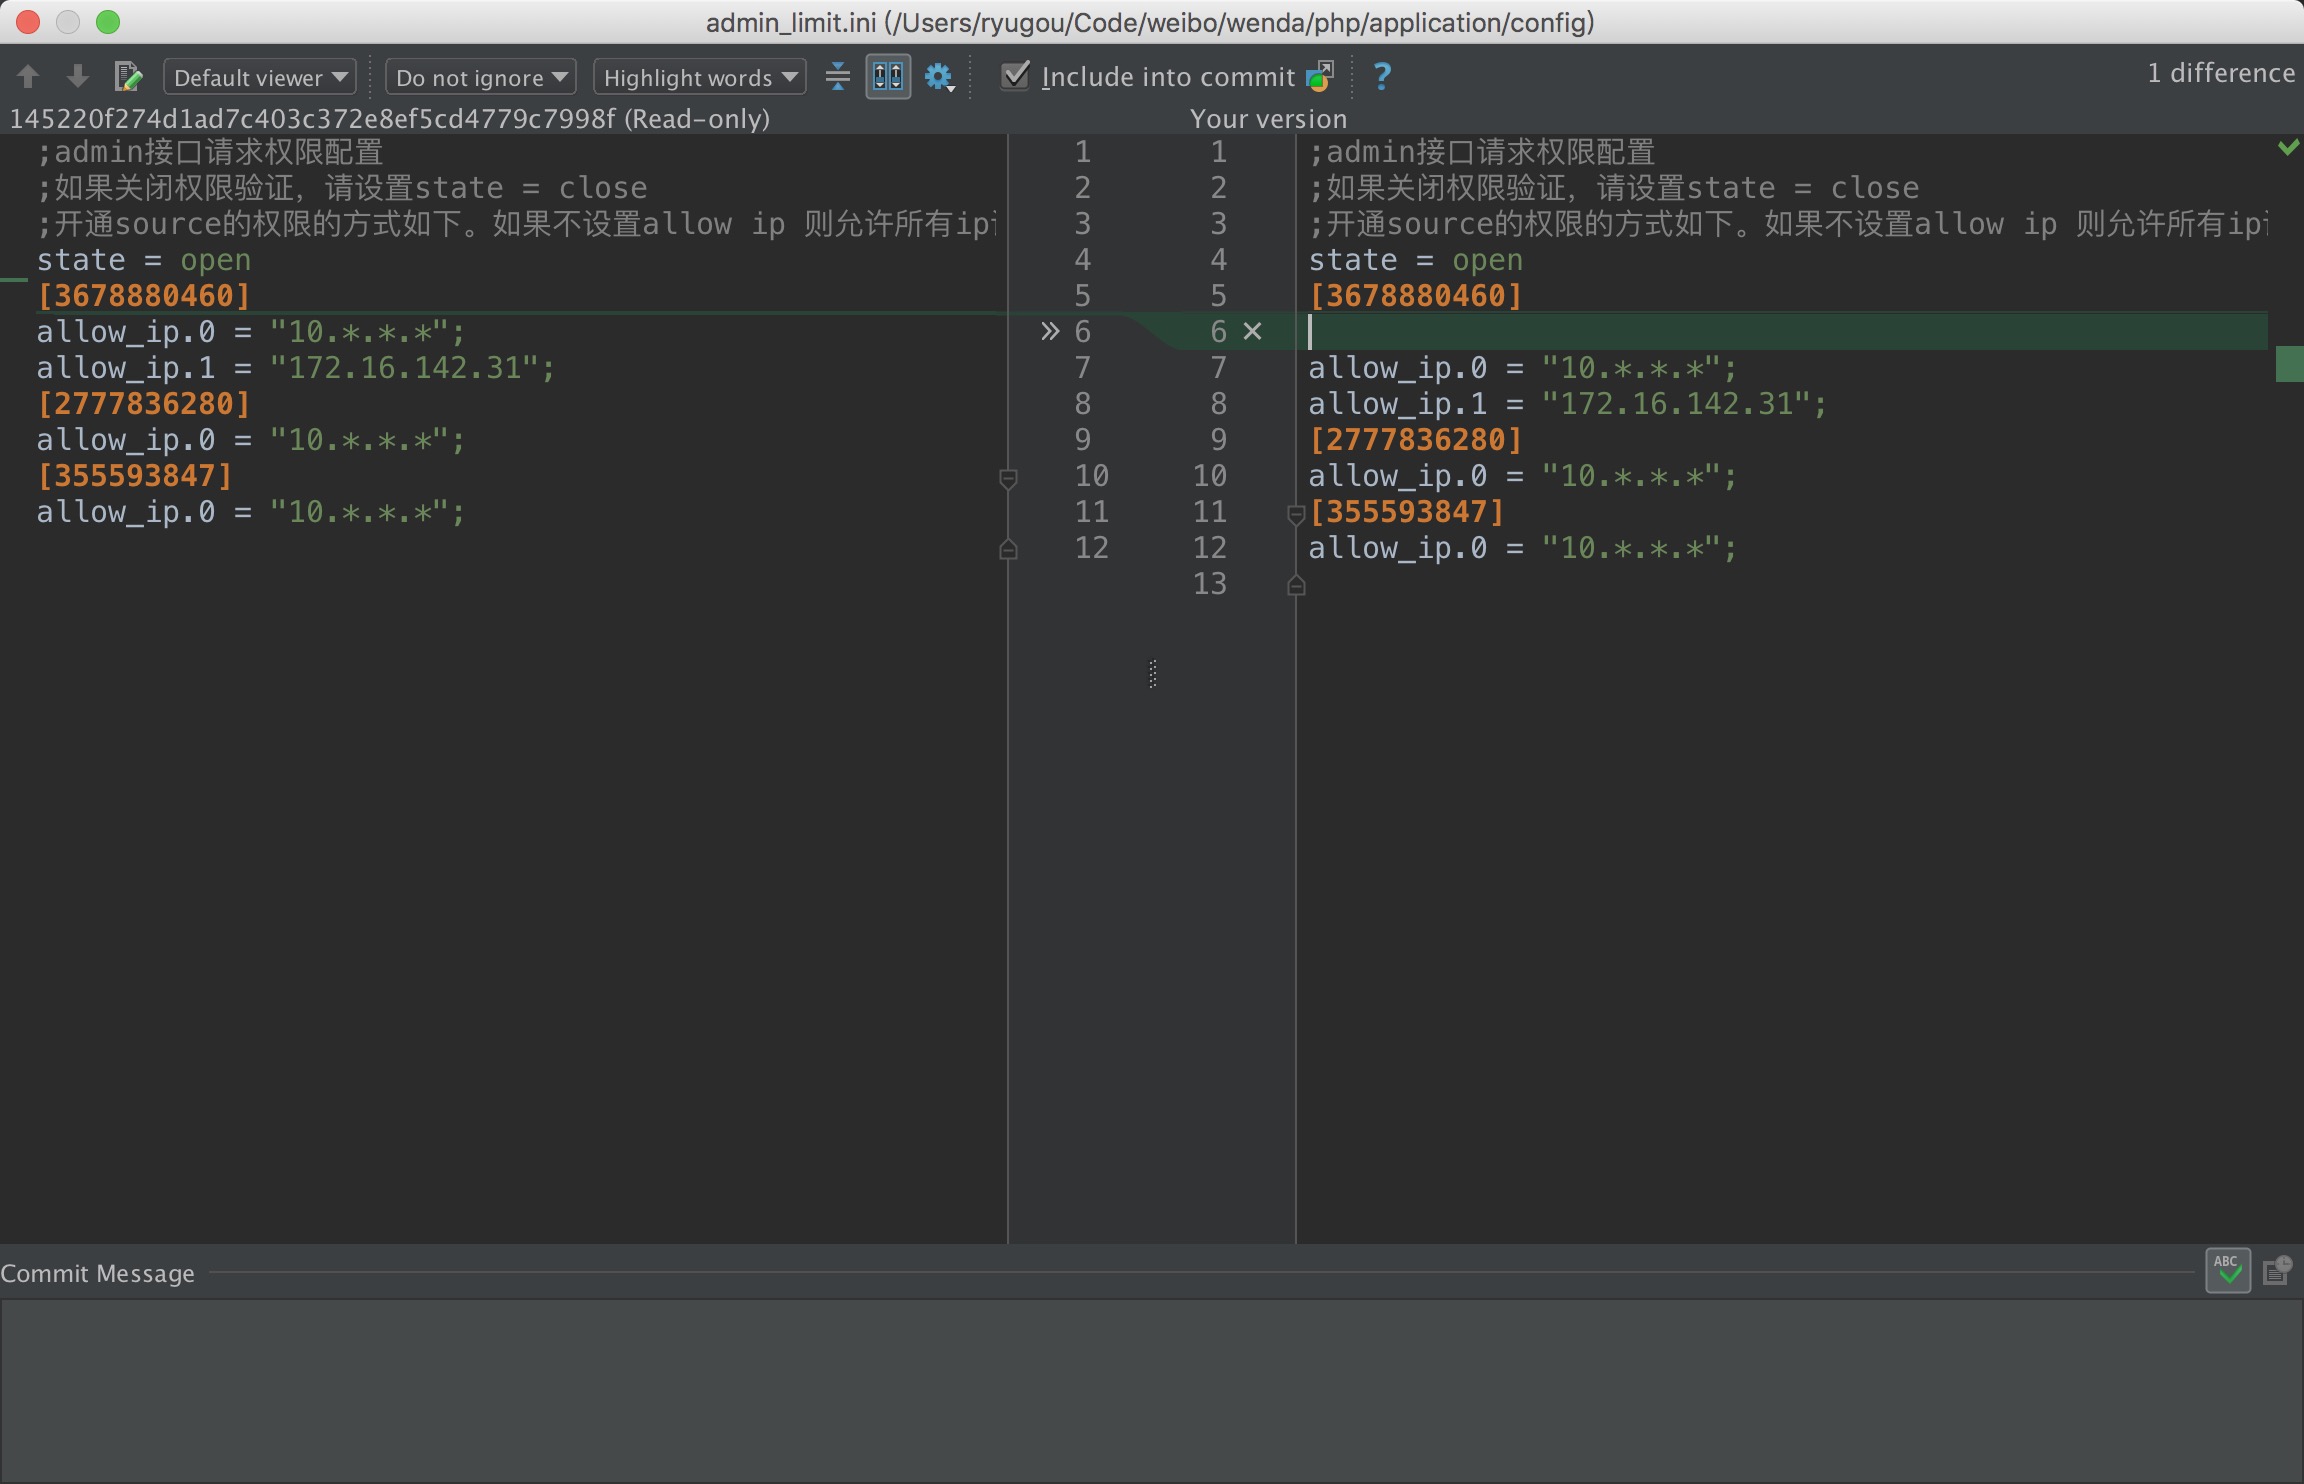 admin_limit.ini (/Users/ryugou/Code/weibo/wenda/php/application/config)
Default viewer Do not ignore Highlight words Include into commit ? 1 difference
145220f274d1ad7c403c372e8ef5cd4779c7998f (Read-only) Your version
;admin接口请求权限配置
;如果关闭权限验证，请设置state = close
;开通source的权限的方式如下。如果不设置allow ip 则允许所有ip
state = open
[3678880460]
allow_ip.0 = "10.*.*.*";
allow_ip.1 = "172.16.142.31";
[2777836280]
allow_ip.0 = "10.*.*.*";
[355593847]
allow_ip.0 = "10.*.*.*";
1 1
2 2
3 3
4 4
5 5
6 6
7 7
8 8
9 9
10 10
11 11
12 12
13
;admin接口请求权限配置
;如果关闭权限验证，请设置state = close
;开通source的权限的方式如下。如果不设置allow ip 则允许所有ip
state = open
[3678880460]
allow_ip.0 = "10.*.*.*";
allow_ip.1 = "172.16.142.31";
[2777836280]
allow_ip.0 = "10.*.*.*";
[355593847]
allow_ip.0 = "10.*.*.*";
Commit Message
ABC